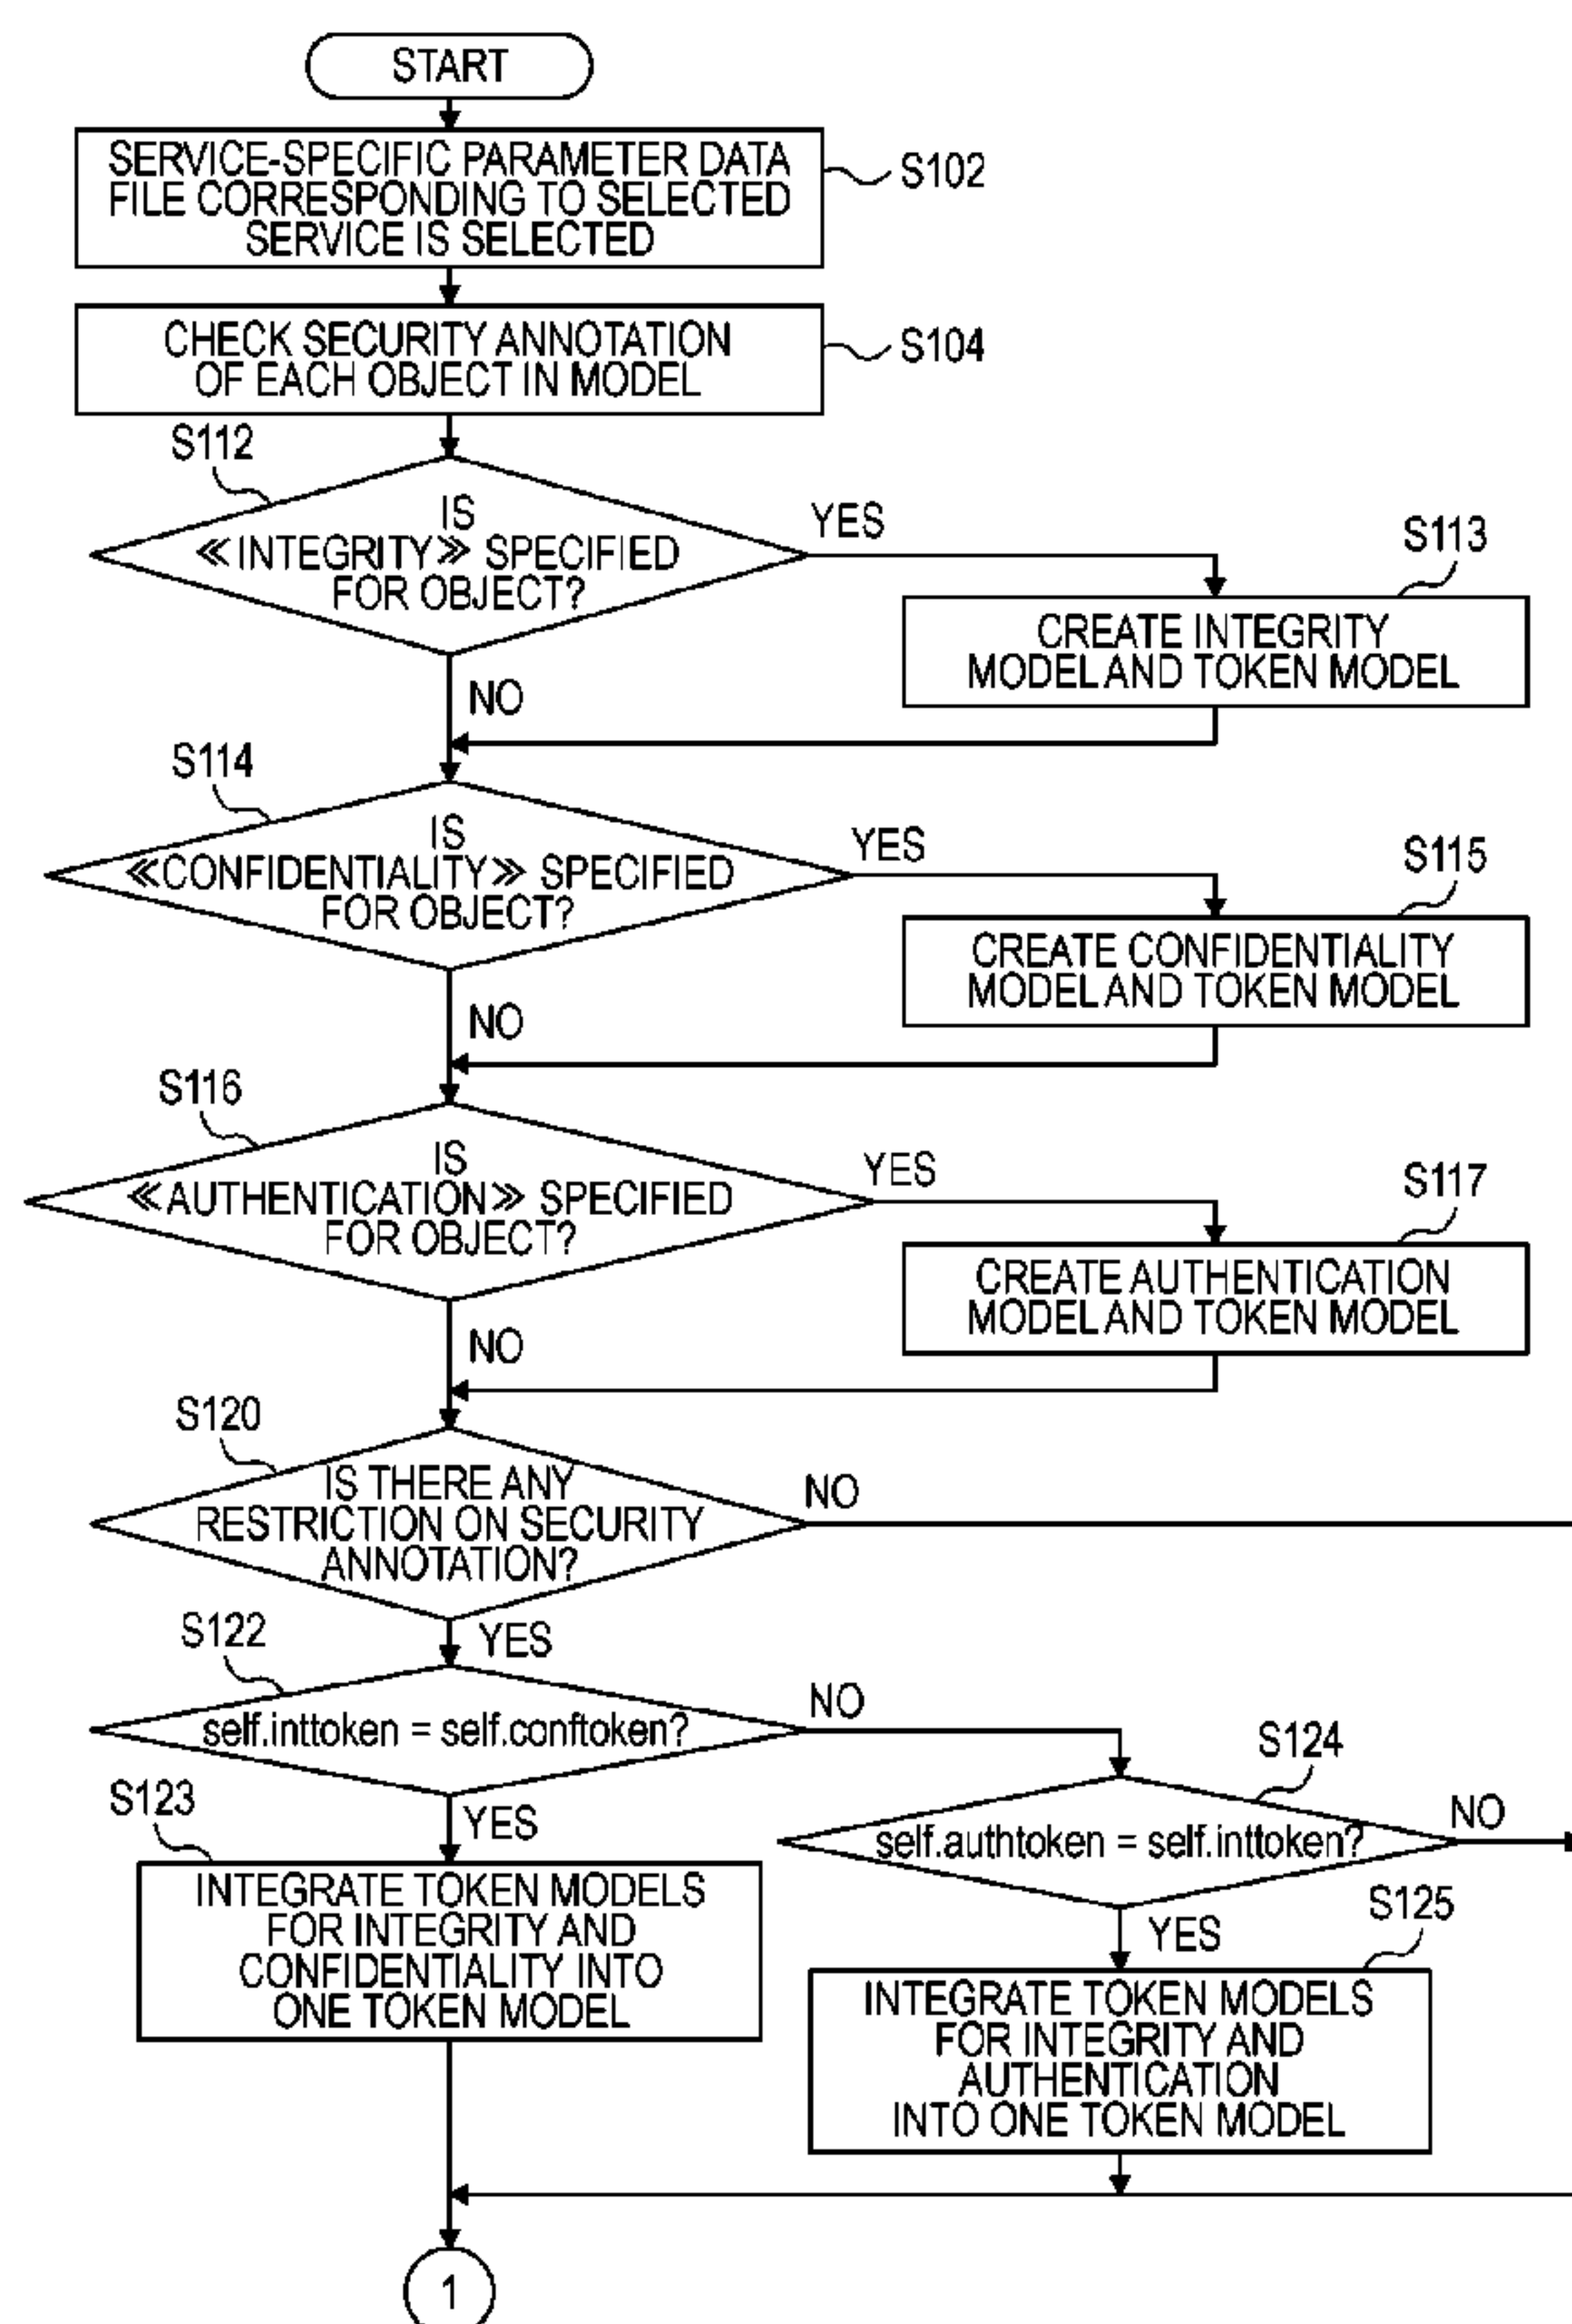 START
SERVICE-SPECIFIC PARAMETER DATA
FILE CORRESPONDING TO SELECTED
SERVICE IS SELECTED
S102
CHECK SECURITY ANNOTATION
OF EACH OBJECT IN MODEL
S104
S112
IS
≪INTEGRITY≫ SPECIFIED
FOR OBJECT?
YES
S113
CREATE INTEGRITY
MODEL AND TOKEN MODEL
NO
S114
IS
≪CONFIDENTIALITY≫ SPECIFIED
FOR OBJECT?
YES
S115
CREATE CONFIDENTIALITY
MODEL AND TOKEN MODEL
NO
S116
IS
≪AUTHENTICATION≫ SPECIFIED
FOR OBJECT?
YES
S117
CREATE AUTHENTICATION
MODEL AND TOKEN MODEL
NO
S120
IS THERE ANY
RESTRICTION ON SECURITY
ANNOTATION?
NO
YES
S122
self.inttoken = self.conftoken?
NO
YES
S123
INTEGRATE TOKEN MODELS
FOR INTEGRITY AND
CONFIDENTIALITY INTO
ONE TOKEN MODEL
S124
self.authtoken = self.inttoken?
NO
YES
S125
INTEGRATE TOKEN MODELS
FOR INTEGRITY AND
AUTHENTICATION
INTO ONE TOKEN MODEL
1